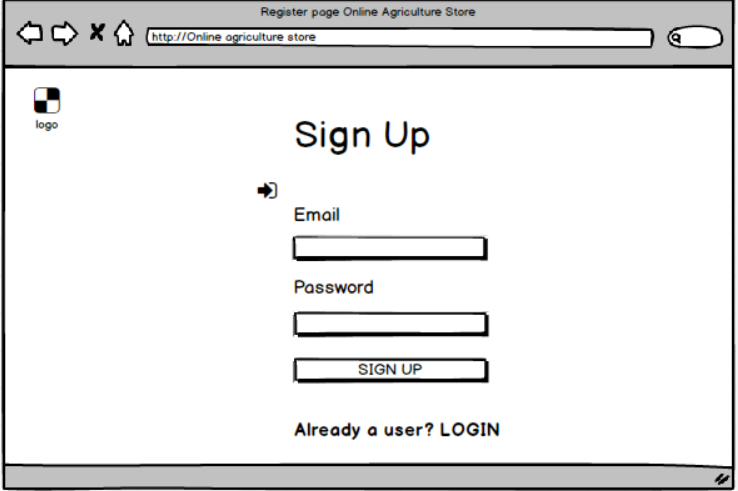 Register page Online Agriculture Store
http://Online agriculture store
logo
Sign Up
Email
Password
SIGN UP
Already a user? LOGIN